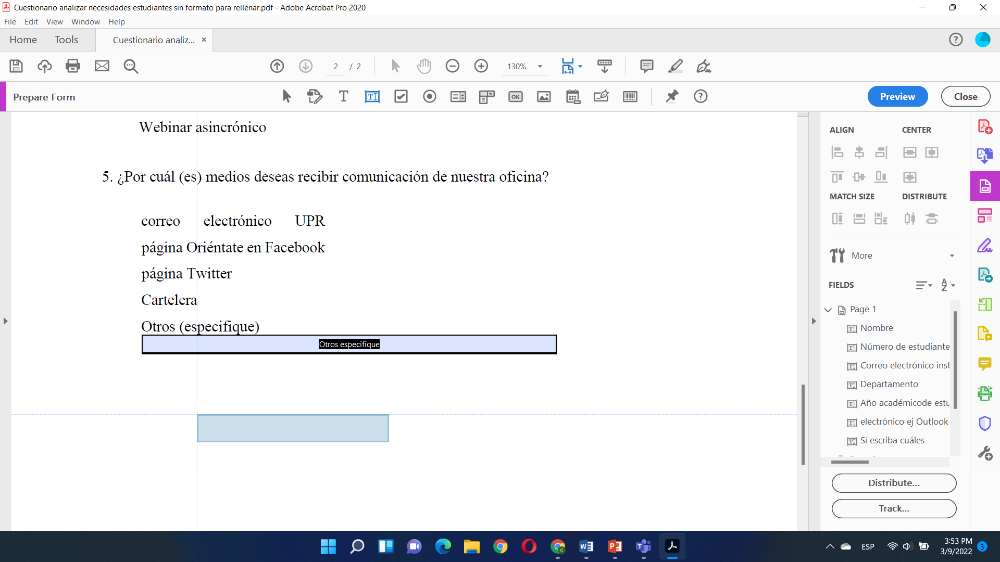 Cuestionario analizar necesidades estudiantes sin formato para rellenar.pdf - Adobe Acrobat Pro 2020
File Edit View Window Help
Home Tools Cuestionario analiz... ×
2 / 2 130%
Prepare Form
OK
Preview Close
Webinar asincrónico
5. ¿Por cuál (es) medios deseas recibir comunicación de nuestra oficina?
correo electrónico UPR
página Oriéntate en Facebook
página Twitter
Cartelera
Otros (especifique)
Otros especifique
ALIGN CENTER
MATCH SIZE DISTRIBUTE
More
FIELDS
Page 1
Nombre
Número de estudiante
Correo electrónico inst
Departamento
Año académicode estu
electrónico ej Outlook
Sí escriba cuáles
Distribute...
Track...
ESP
3:53 PM
3/9/2022
3